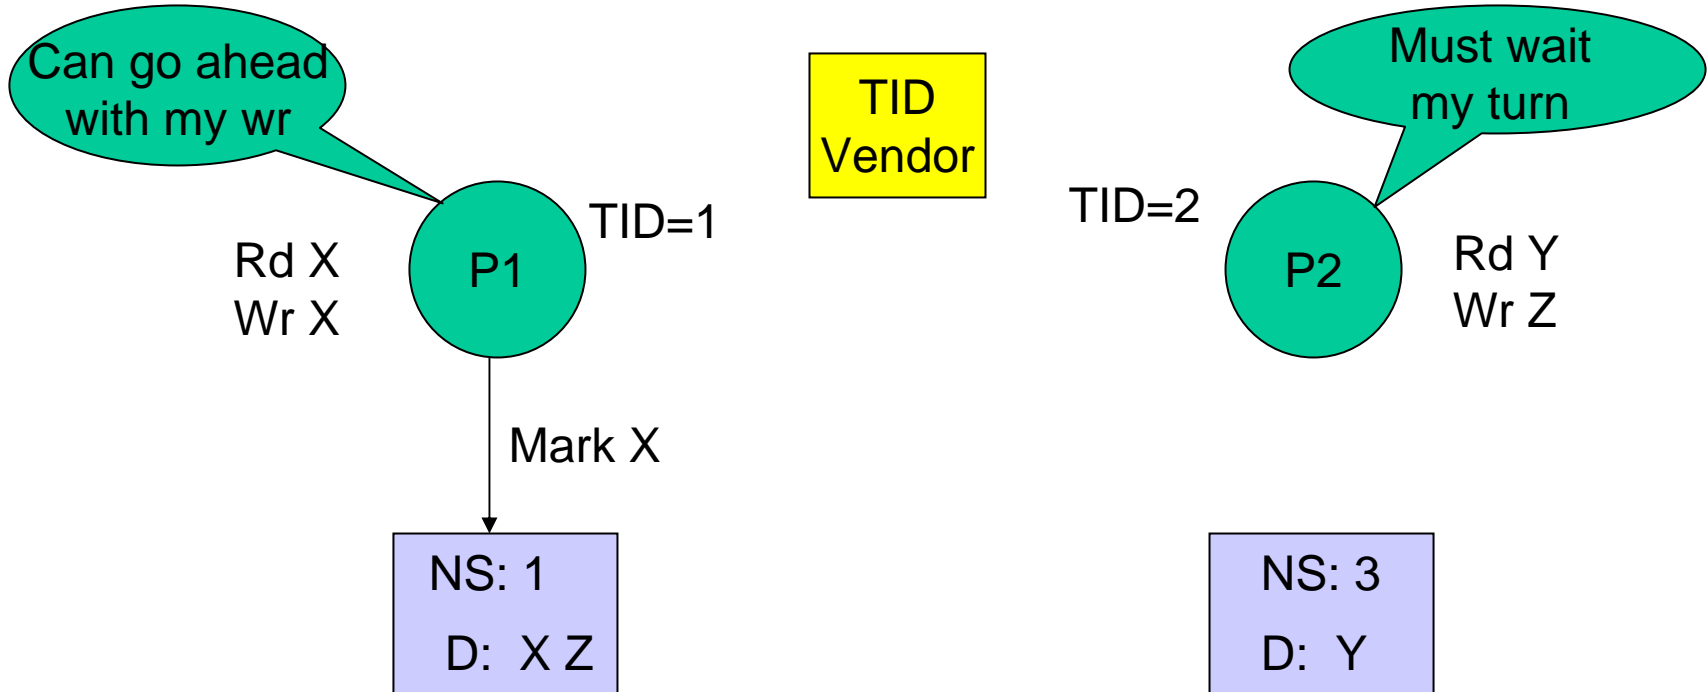 Can go ahead
with my wr
TID
Vendor
Must wait
my turn
TID=1
TID=2
Rd X
Wr X
P1
P2
Rd Y
Wr Z
Mark X
NS: 1
D: X Z
NS: 3
D: Y